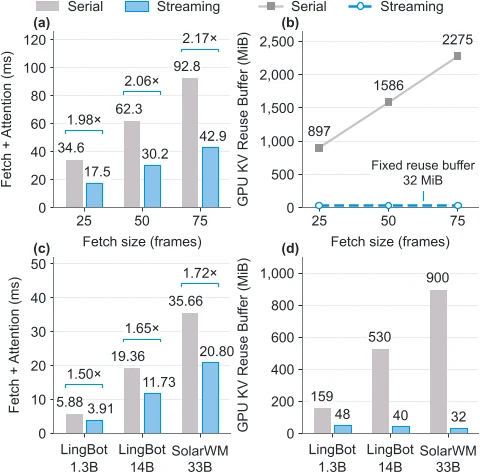 Serial Streaming Serial Streaming
(a)
Fetch + Attention (ms)
120
100
80
60
40
20
0
1.98×
2.06×
2.17×
34.6
17.5
62.3
30.2
92.8
42.9
25 50 75
Fetch size (frames)
(b)
GPU KV Reuse Buffer (MiB)
2,500
2,000
1,500
1,000
500
0
897
1586
2275
Fixed reuse buffer
32 MiB
25 50 75
Fetch size (frames)
(c)
Fetch + Attention (ms)
50
40
30
20
10
0
1.50×
1.65×
1.72×
5.88
3.91
19.36
11.73
35.66
20.80
LingBot LingBot SolarWM
1.3B 14B 33B
(d)
GPU KV Reuse Buffer (MiB)
1,000
800
600
400
200
0
159
48
530
40
900
32
LingBot LingBot SolarWM
1.3B 14B 33B